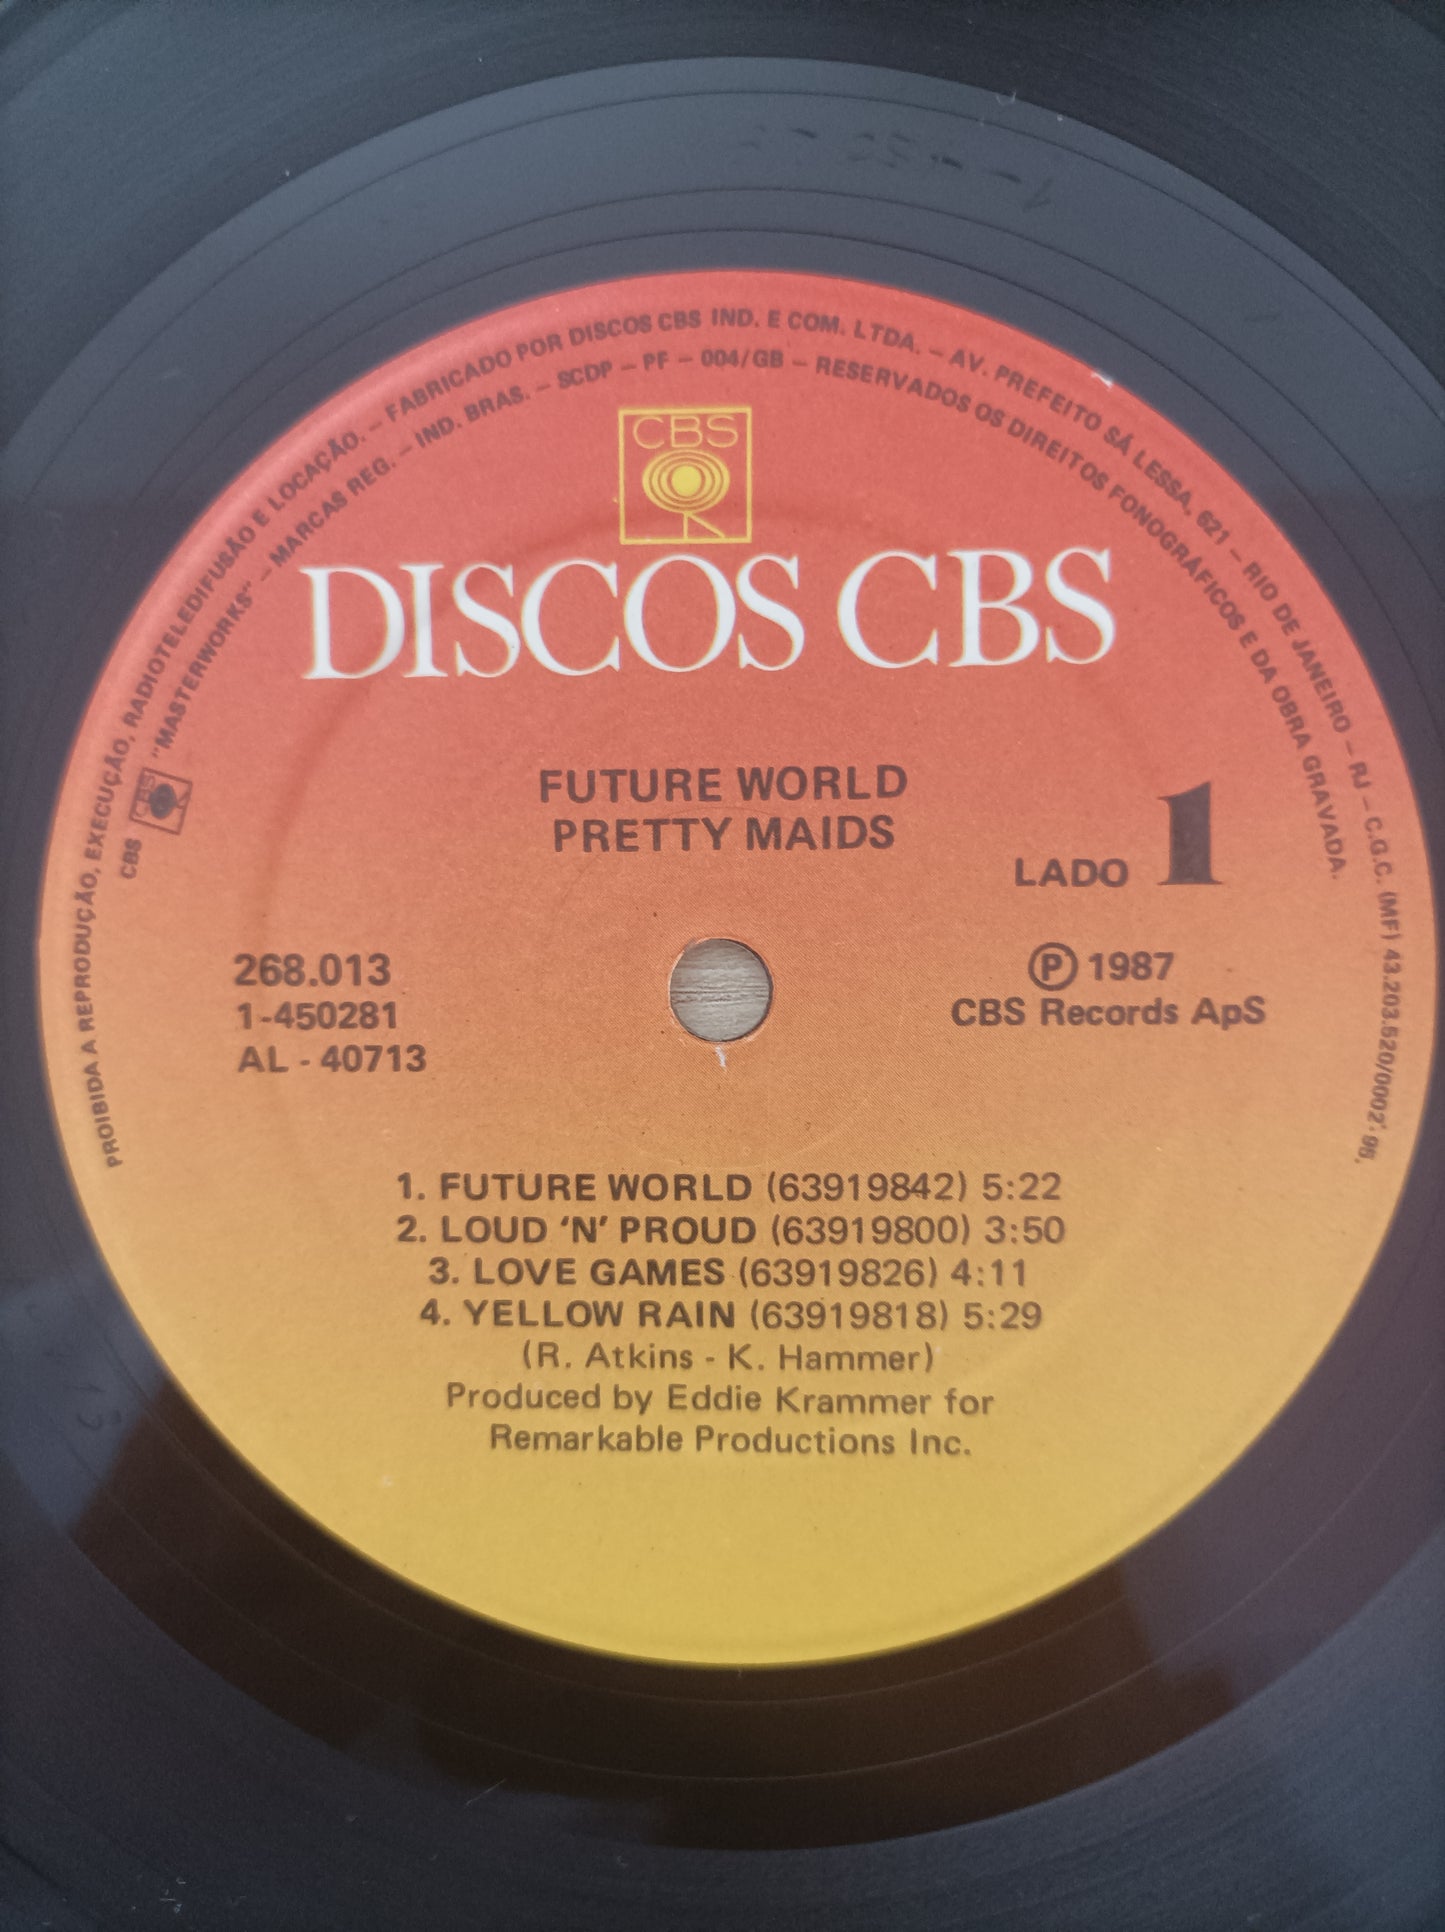 PROIBIDA A REPRODUÇÃO, EXECUÇÃO, RADIOTELEDIFUSÃO E LOCAÇÃO. – FABRICADO POR DISCOS CBS IND. E COM. LTDA. – AV. PREFEITO SÁ LESSA, 621 – RIO DE JANEIRO – RJ – C.G.C. (MF) 43.203.520/0002-98.
CBS CBS "MASTERWORKS" – MARCAS REG. – IND. BRAS. – SCDP – PF – 004/GB – RESERVADOS OS DIREITOS FONOGRÁFICOS E DA OBRA GRAVADA.
CBS
DISCOS CBS
FUTURE WORLD
PRETTY MAIDS
LADO 1
268.013
1-450281
AL - 40713
Ⓟ 1987
CBS Records ApS
1. FUTURE WORLD (63919842) 5:22
2. LOUD ‘N’ PROUD (63919800) 3:50
3. LOVE GAMES (63919826) 4:11
4. YELLOW RAIN (63919818) 5:29
(R. Atkins - K. Hammer)
Produced by Eddie Krammer for
Remarkable Productions Inc.